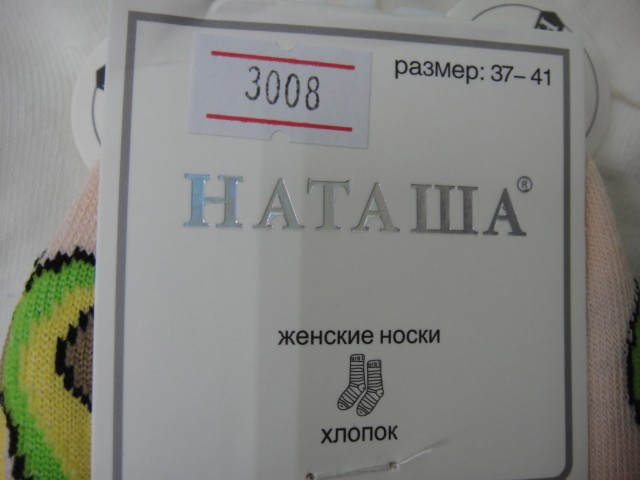 3008
размер: 37– 41
НАТАША®
женские носки
хлопок